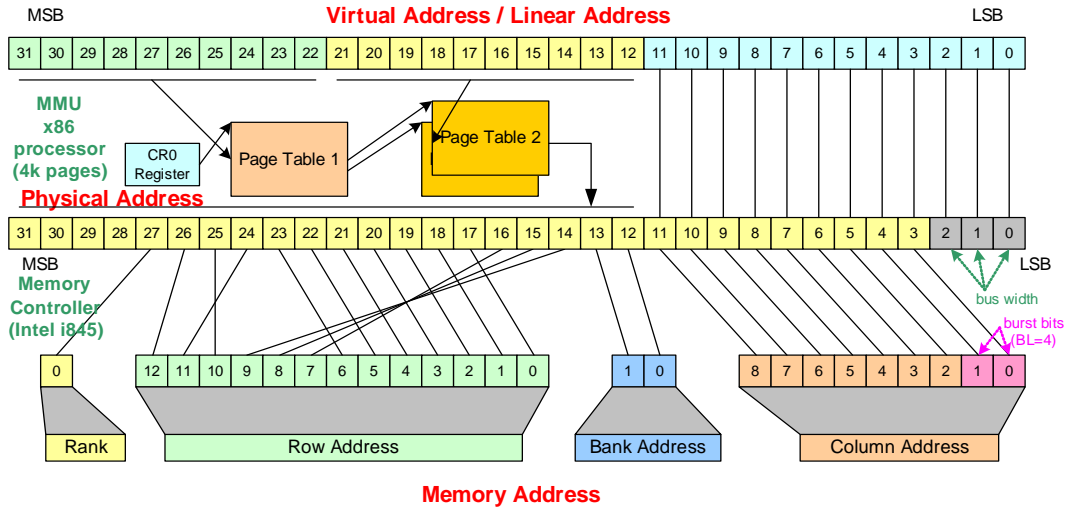 MSB Virtual Address / Linear Address LSB
31 30 29 28 27 26 25 24 23 22 21 20 19 18 17 16 15 14 13 12 11 10 9 8 7 6 5 4 3 2 1 0
MMU
x86
processor
(4k pages)
CR0
Register
Page Table 1
Page Table 2
Physical Address
31 30 29 28 27 26 25 24 23 22 21 20 19 18 17 16 15 14 13 12 11 10 9 8 7 6 5 4 3 2 1 0
MSB LSB
Memory
Controller
(Intel i845)
bus width
burst bits
(BL=4)
0 12 11 10 9 8 7 6 5 4 3 2 1 0 1 0 8 7 6 5 4 3 2 1 0
Rank Row Address Bank Address Column Address
Memory Address